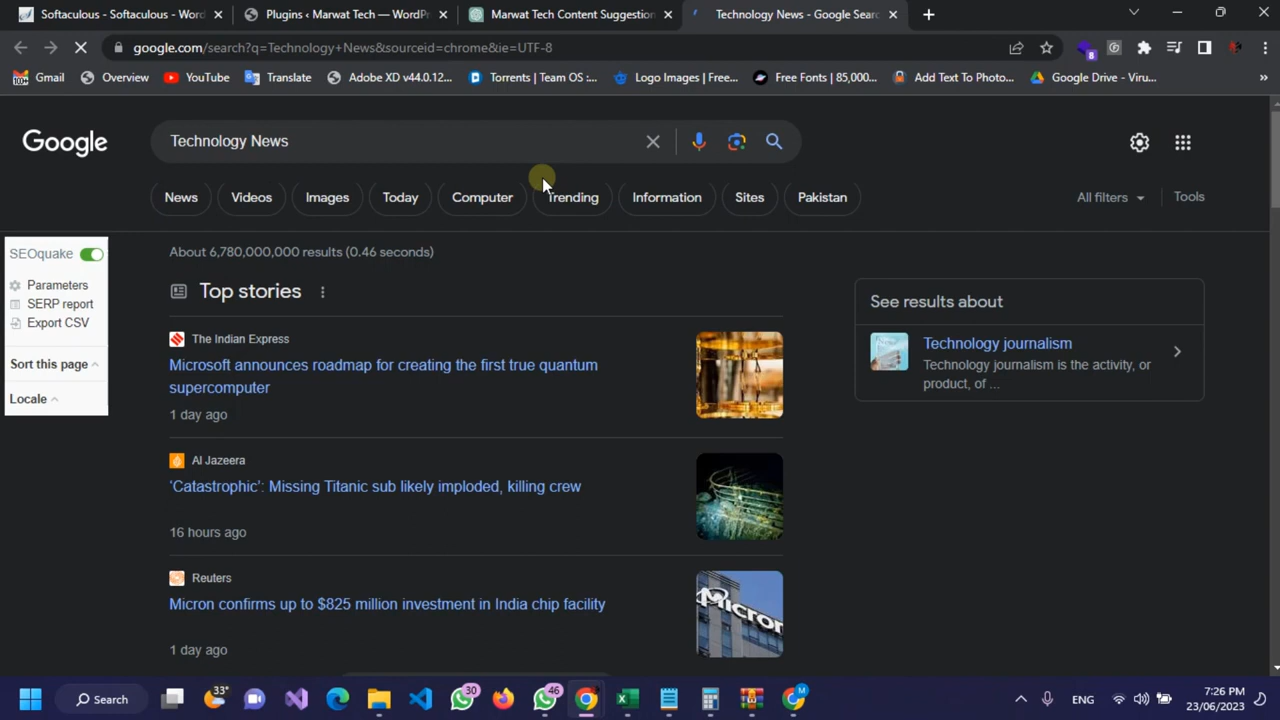 Softaculous - Softaculous - Wor
Plugins ‹ Marwat Tech — WordPr
Marwat Tech Content Suggestion
Technology News - Google Searc
google.com/search?q=Technology+News&sourceid=chrome&ie=UTF-8
8
100+
Gmail
Overview
YouTube
Translate
Adobe XD v44.0.12...
Torrents | Team OS :...
Logo Images | Free...
Free Fonts | 85,000...
Add Text To Photo...
Google Drive - Viru...
»
Google
Technology News
News
Videos
Images
Today
Computer
Trending
Information
Sites
Pakistan
All filters
Tools
About 6,780,000,000 results (0.46 seconds)
SEOquake
Parameters
SERP report
Export CSV
Sort this page
Locale
Top stories
The Indian Express
Microsoft announces roadmap for creating the first true quantum
supercomputer
1 day ago
Al Jazeera
‘Catastrophic’: Missing Titanic sub likely imploded, killing crew
16 hours ago
Reuters
Micron confirms up to $825 million investment in India chip facility
1 day ago
Micron
See results about
Technology journalism
Technology journalism is the activity, or
product, of ...
Search
33°
30
46
M
ENG
7:26 PM
23/06/2023